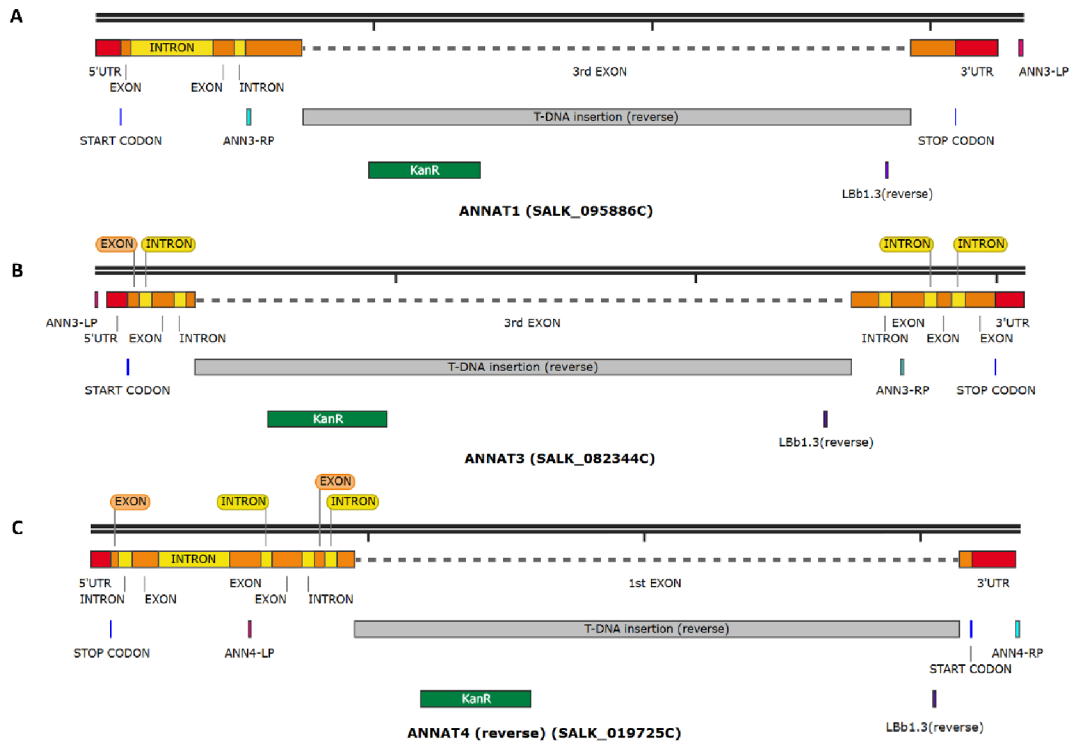 A
INTRON
5'UTR 3rd EXON 3'UTR ANN3-LP
EXON EXON INTRON
T-DNA insertion (reverse)
START CODON ANN3-RP STOP CODON
KanR
LBb1.3(reverse)
ANNAT1 (SALK_095886C)
EXON INTRON INTRON INTRON
B
ANN3-LP 3rd EXON EXON 3'UTR
5'UTR EXON INTRON INTRON EXON EXON
T-DNA insertion (reverse)
START CODON ANN3-RP STOP CODON
KanR
LBb1.3(reverse)
ANNAT3 (SALK_082344C)
EXON
EXON INTRON INTRON
C
INTRON
5'UTR EXON 1st EXON 3'UTR
INTRON EXON EXON INTRON
T-DNA insertion (reverse)
STOP CODON ANN4-LP START CODON ANN4-RP
KanR
LBb1.3(reverse)
ANNAT4 (reverse) (SALK_019725C)